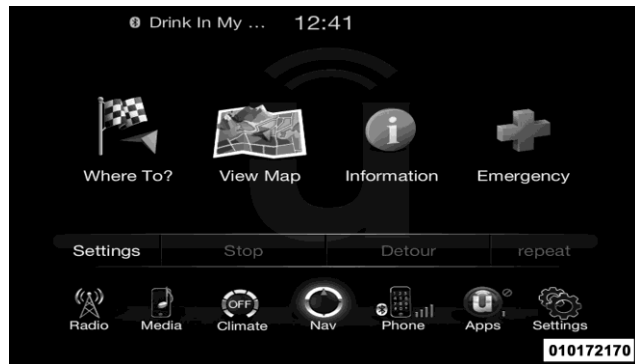 Drink In My ... 12:41
Where To? View Map Information Emergency
Settings Stop Detour repeat
OFF
Radio Media Climate Nav Phone Apps Settings
010172170